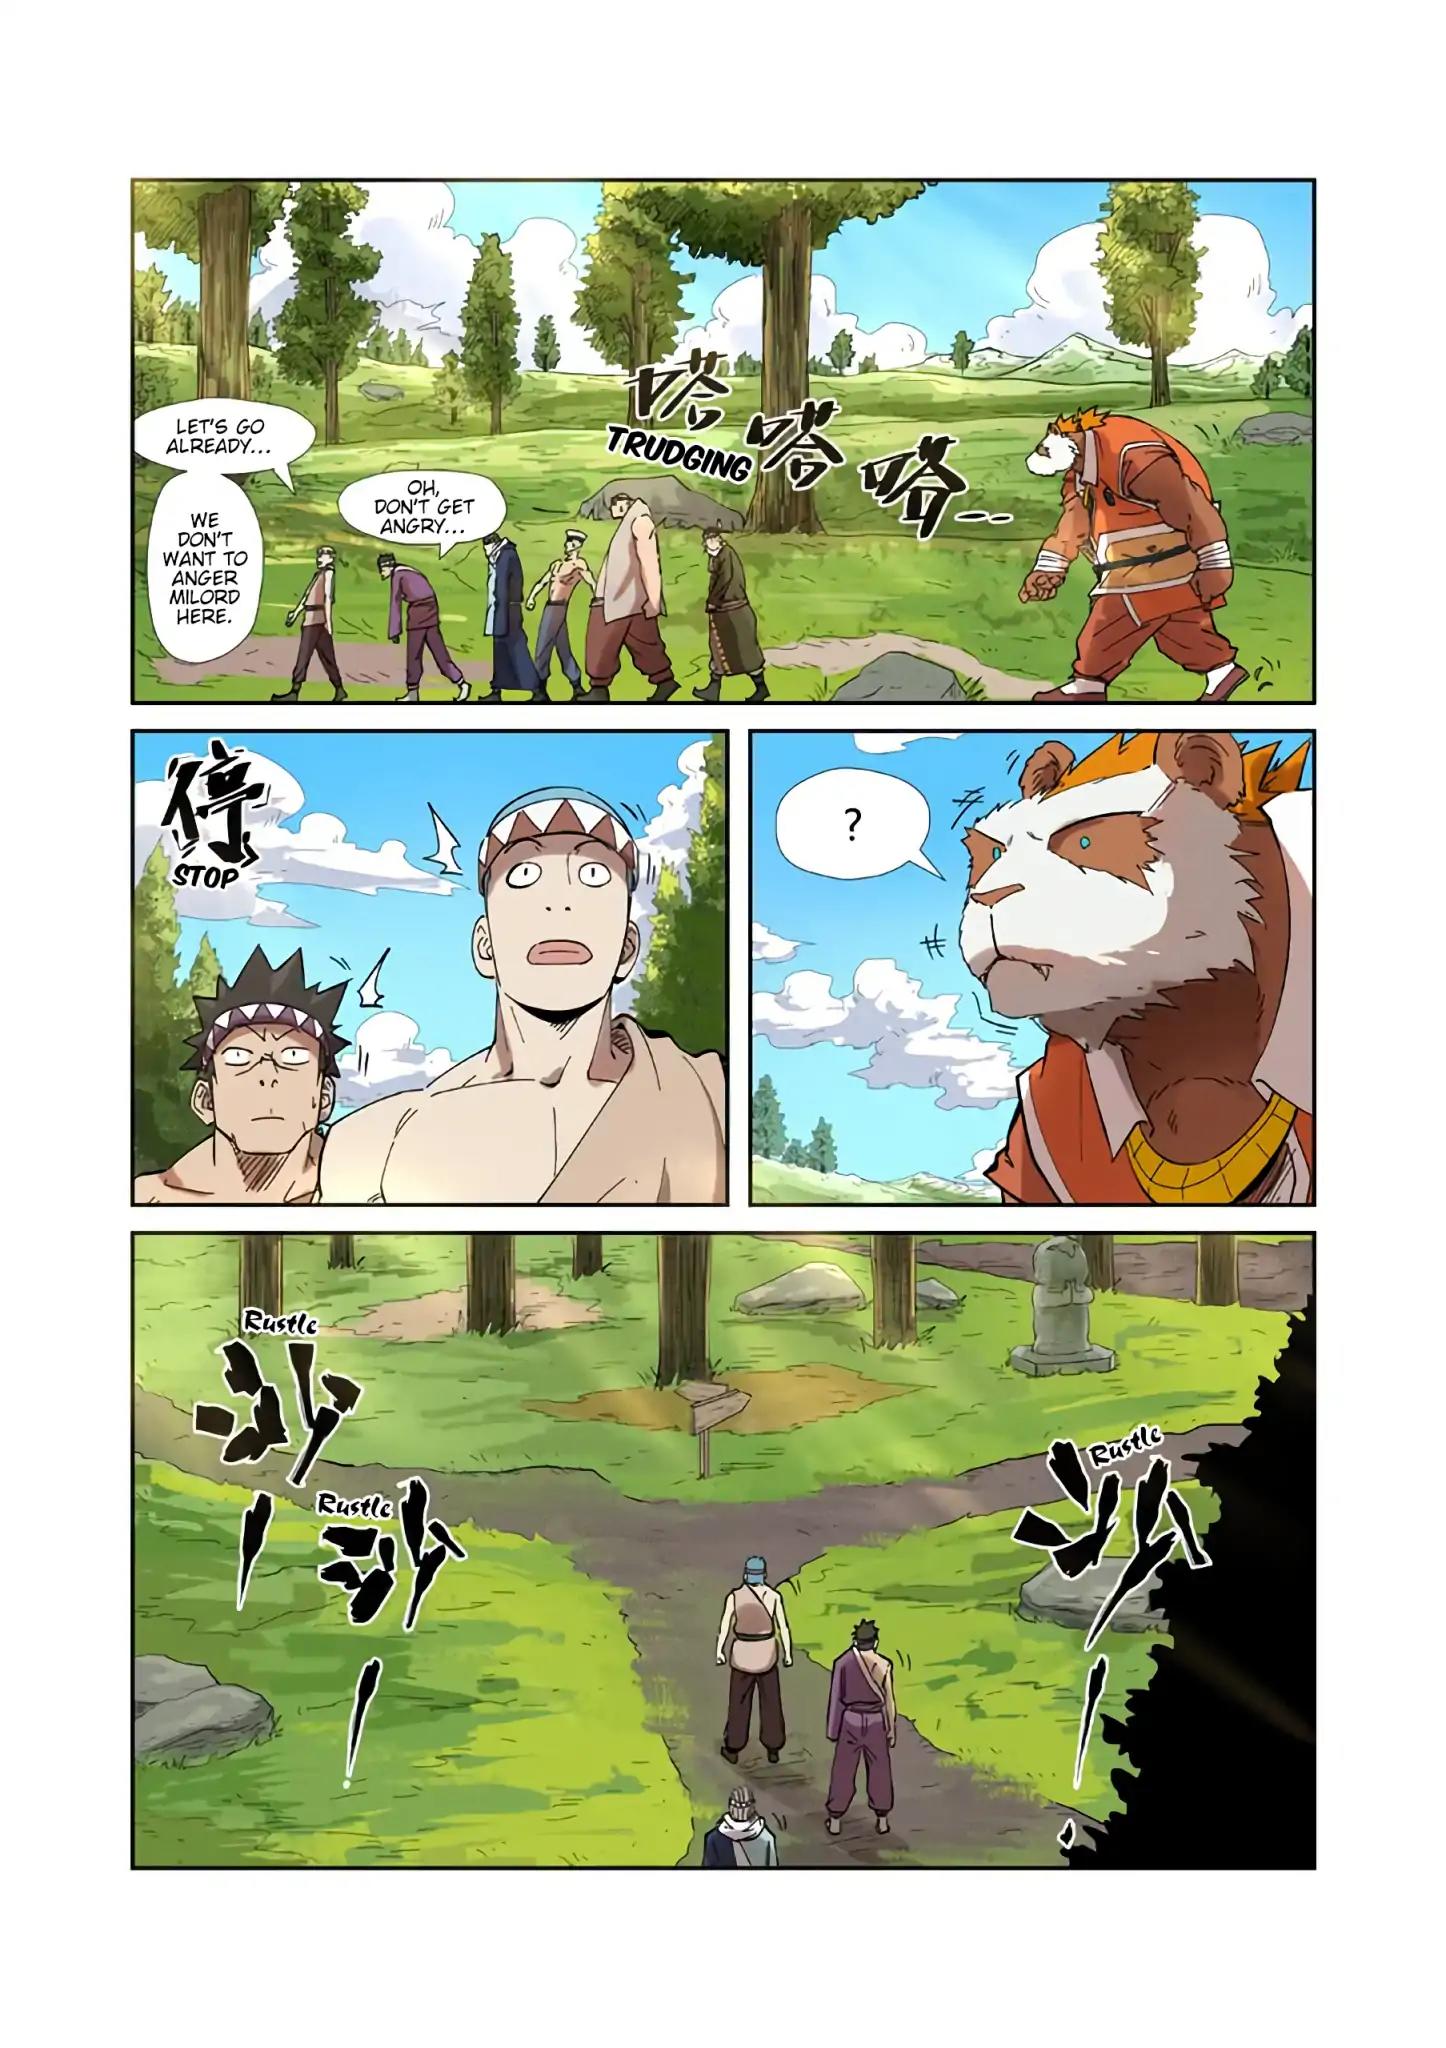 LET'S GO
ALREADY...
WE
DON'T
WANT TO
ANGER
MILORD
HERE.
OH,
DON'T GET
ANGRY...
嗒
TRUDGING
嗒
嗒...
停
STOP
?
Rustle
沙
Rustle
沙
Rustle
沙